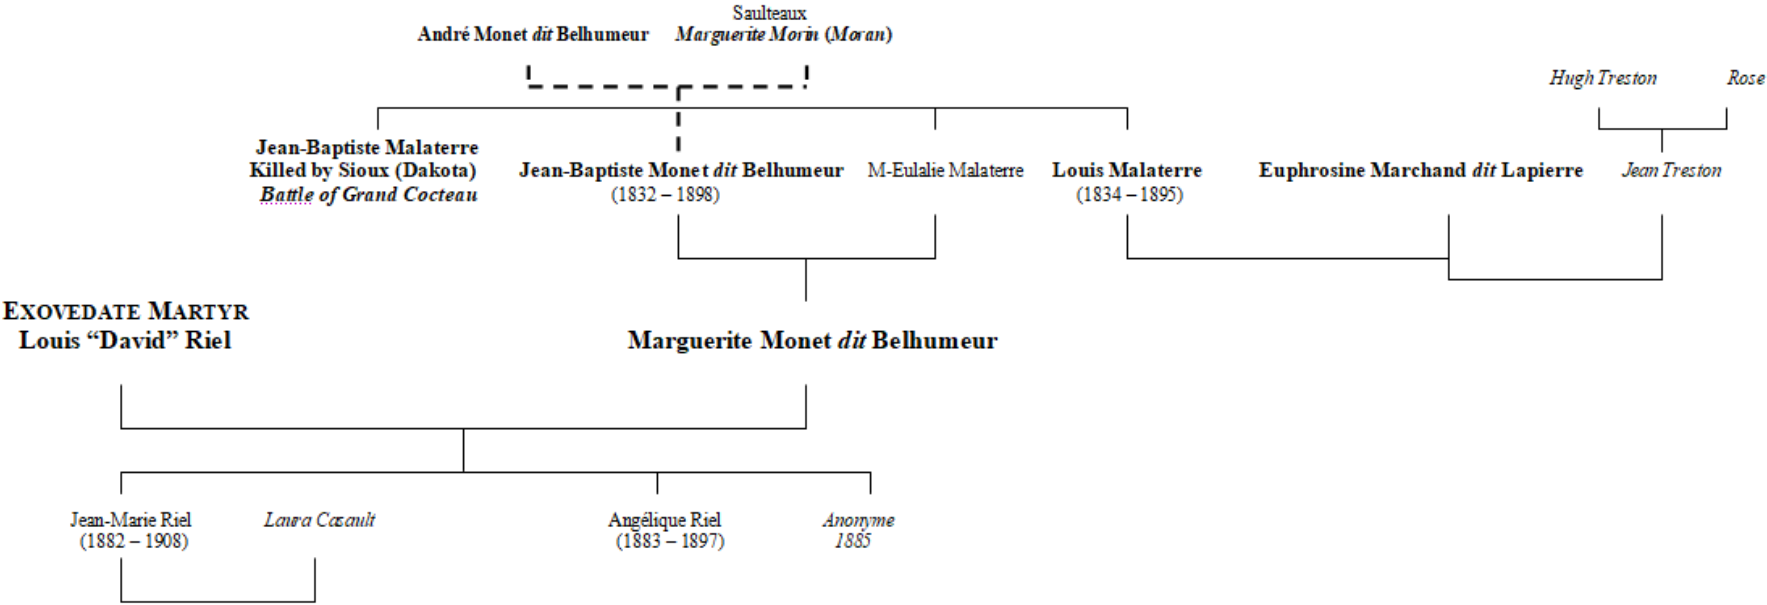 Saulteaux
André Monet dit Belhumeur Marguerite Morin (Moran)
Hugh Treston Rose
Jean-Baptiste Malaterre
Killed by Sioux (Dakota)
Battle of Grand Cocteau
Jean-Baptiste Monet dit Belhumeur
(1832 – 1898)
M-Eulalie Malaterre
Louis Malaterre
(1834 – 1895)
Euphrosine Marchand dit Lapierre
Jean Treston
EXOVEDATE MARTYR
Louis “David” Riel
Marguerite Monet dit Belhumeur
Jean-Marie Riel
(1882 – 1908)
Laura Casault
Angélique Riel
(1883 – 1897)
Anonyme
1885